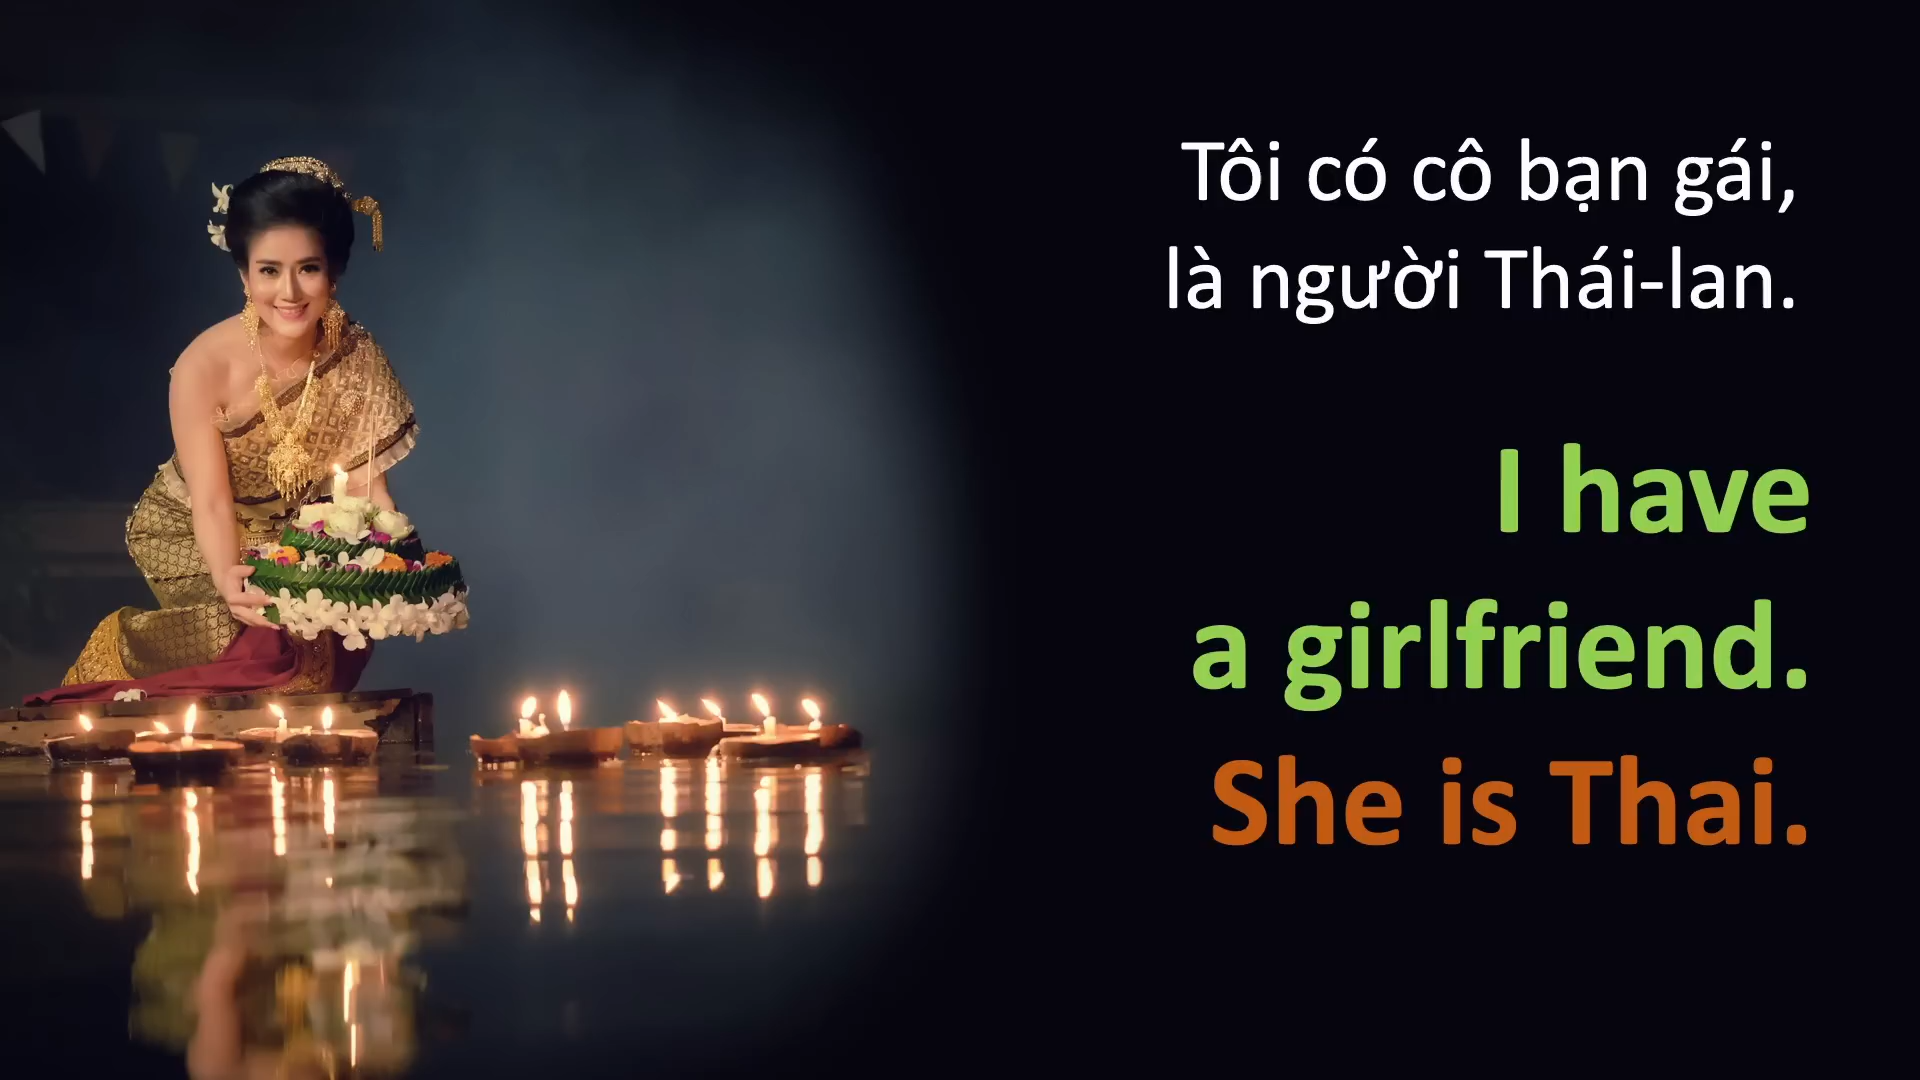 Tôi có cô bạn gái,
là người Thái-lan.
I have
a girlfriend.
She is Thai.